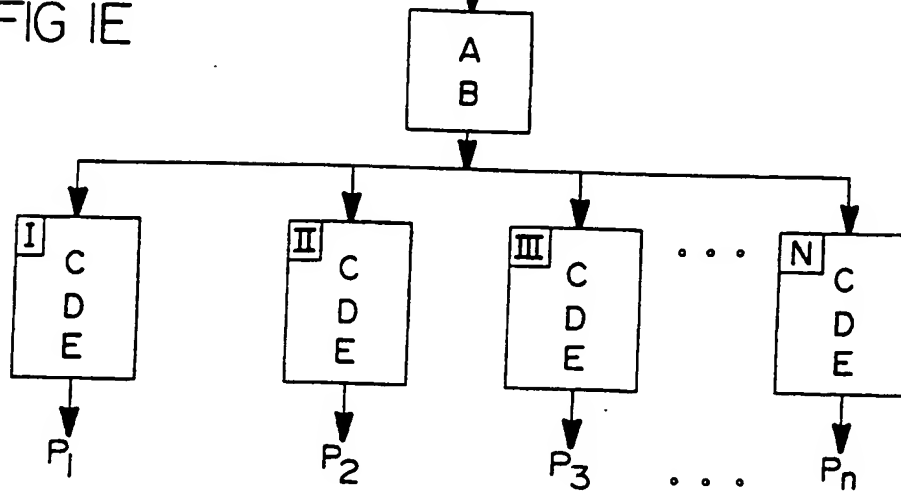 FIG 1E
A
B
I
C
D
E
II
C
D
E
III
C
D
E
. . .
N
C
D
E
P1
P2
P3
. . .
Pn